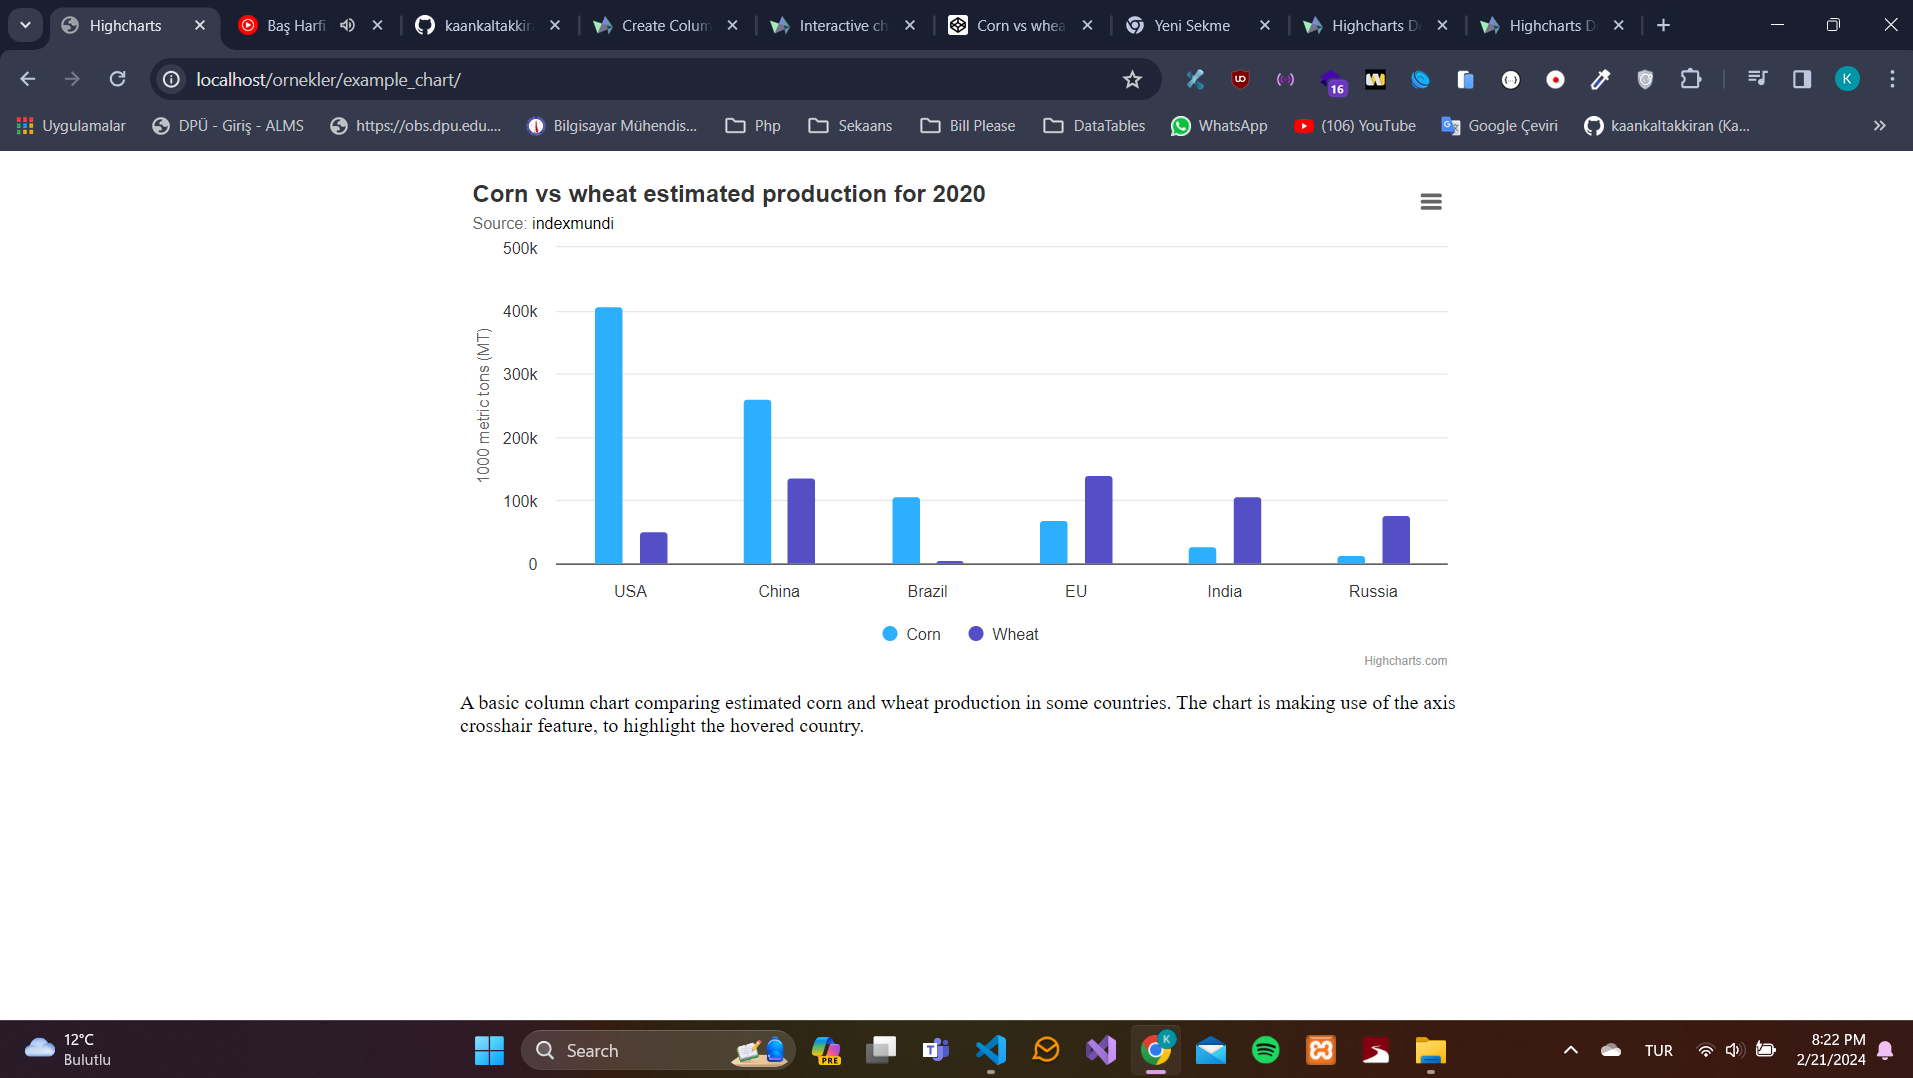 Highcharts
Baş Harfi
kaankaltakkir
Create Colum
Interactive ch
Corn vs whea
Yeni Sekme
Highcharts D
Highcharts D
localhost/ornekler/example_chart/
16
K
Uygulamalar
DPÜ - Giriş - ALMS
https://obs.dpu.edu....
Bilgisayar Mühendis...
Php
Sekaans
Bill Please
DataTables
WhatsApp
(106) YouTube
Google Çeviri
kaankaltakkiran (Ka...
Corn vs wheat estimated production for 2020
Source: indexmundi
1000 metric tons (MT)
500k
400k
300k
200k
100k
0
USA
China
Brazil
EU
India
Russia
Corn
Wheat
Highcharts.com
A basic column chart comparing estimated corn and wheat production in some countries. The chart is making use of the axis
crosshair feature, to highlight the hovered country.
12°C
Bulutlu
Search
PRE
K
TUR
8:22 PM
2/21/2024